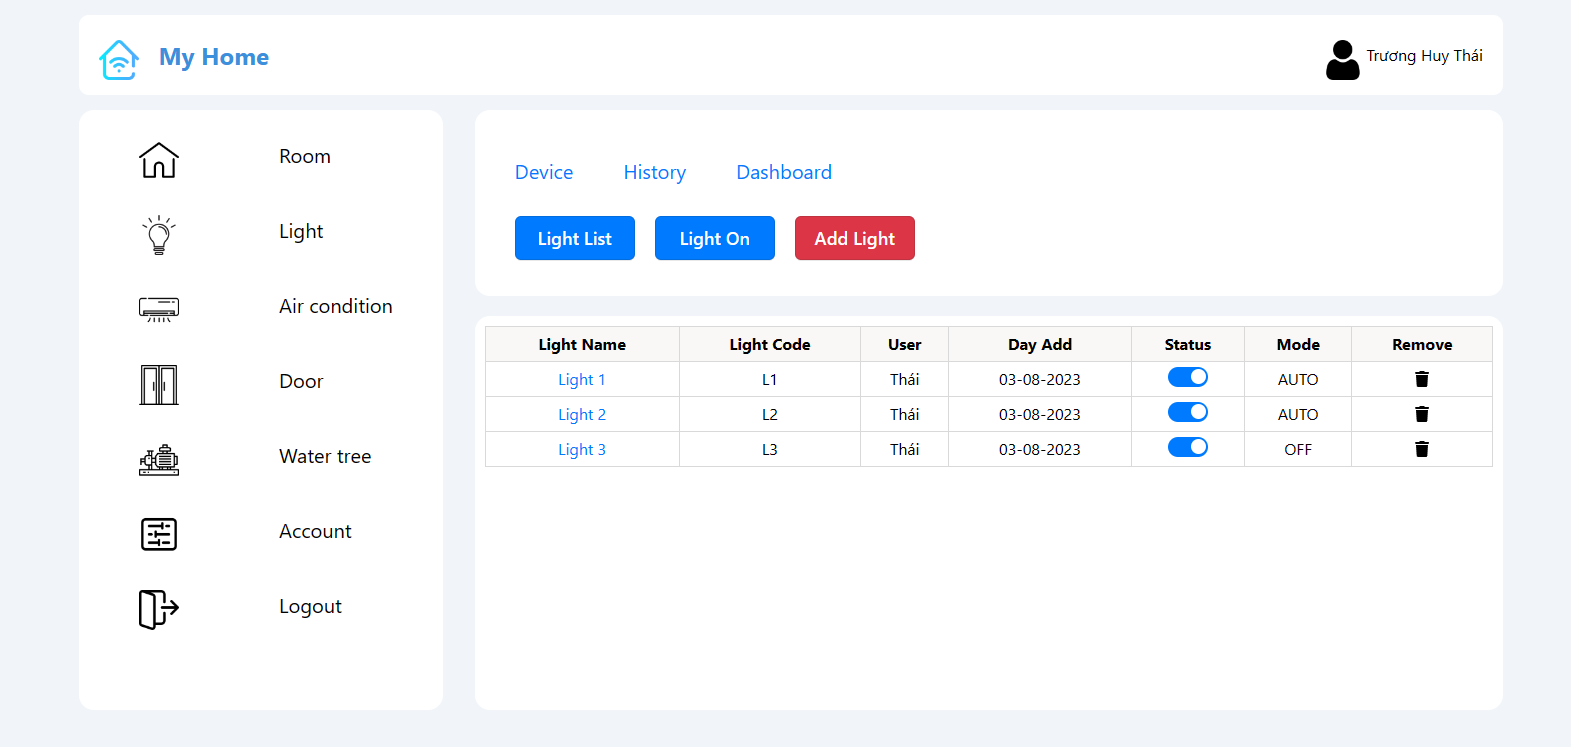 My Home
Trương Huy Thái
Room
Light
Air condition
Door
Water tree
Account
Logout
Device History Dashboard
Light List Light On Add Light
Light Name Light Code User Day Add Status Mode Remove
Light 1 L1 Thái 03-08-2023 AUTO
Light 2 L2 Thái 03-08-2023 AUTO
Light 3 L3 Thái 03-08-2023 OFF